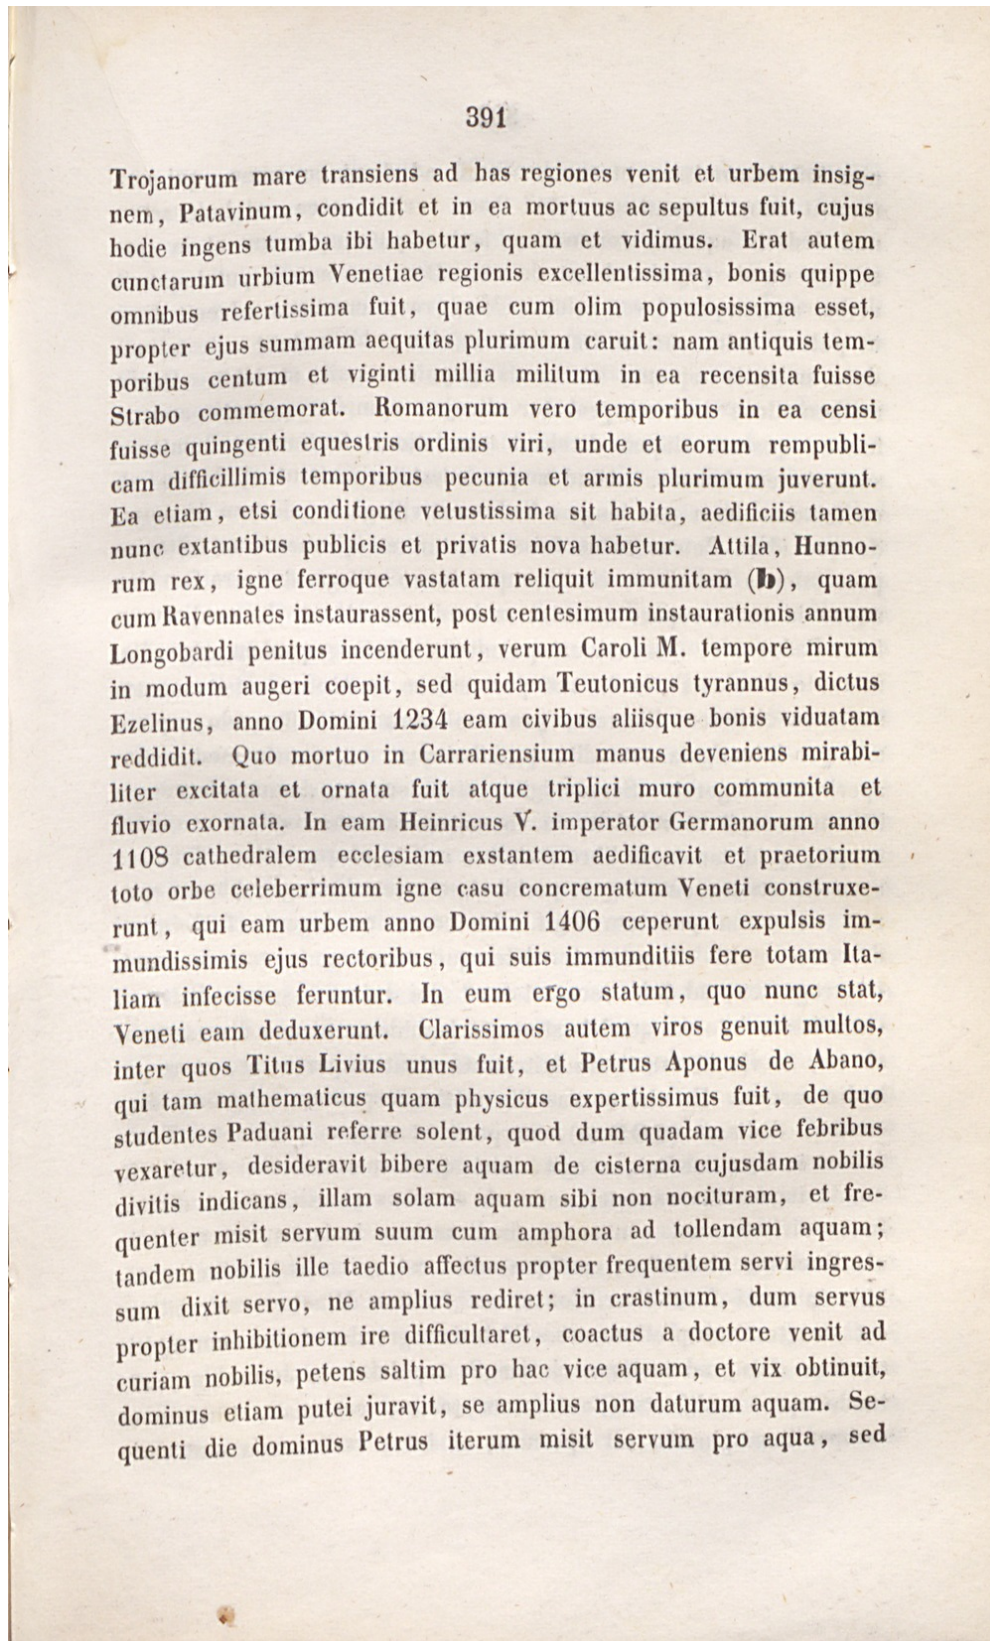 391
Trojanorum mare transiens ad has regiones venit et urbem insig-
nem, Patavinum, condidit et in ea mortuus ac sepultus fuit, cujus
hodie ingens tumba ibi habetur, quam et vidimus. Erat autem
cunctarum urbium Venetiae regionis excellentissima, bonis quippe
omnibus refertissima fuit, quae cum olim populosissima esset,
propter ejus summam aequitas plurimum caruit: nam antiquis tem-
poribus centum et viginti millia militum in ea recensita fuisse
Strabo commemorat. Romanorum vero temporibus in ea censi
fuisse quingenti equestris ordinis viri, unde et eorum rempubli-
cam difficillimis temporibus pecunia et armis plurimum juverunt.
Ea etiam, etsi conditione vetustissima sit habita, aedificiis tamen
nunc extantibus publicis et privatis nova habetur. Attila, Hunno-
rum rex, igne ferroque vastatam reliquit immunitam (b), quam
cum Ravennates instaurassent, post centesimum instaurationis annum
Longobardi penitus incenderunt, verum Caroli M. tempore mirum
in modum augeri coepit, sed quidam Teutonicus tyrannus, dictus
Ezelinus, anno Domini 1234 eam civibus aliisque bonis viduatam
reddidit. Quo mortuo in Carrariensium manus deveniens mirabi-
liter excitata et ornata fuit atque triplici muro communita et
fluvio exornata. In eam Heinricus V. imperator Germanorum anno
1108 cathedralem ecclesiam exstantem aedificavit et praetorium
toto orbe celeberrimum igne casu concrematum Veneti construxe-
runt, qui eam urbem anno Domini 1406 ceperunt expulsis im-
mundissimis ejus rectoribus, qui suis immunditiis fere totam Ita-
liam infecisse feruntur. In eum ergo statum, quo nunc stat,
Veneti eam deduxerunt. Clarissimos autem viros genuit multos,
inter quos Titus Livius unus fuit, et Petrus Aponus de Abano,
qui tam mathematicus quam physicus expertissimus fuit, de quo
studentes Paduani referre solent, quod dum quadam vice febribus
vexaretur, desideravit bibere aquam de cisterna cujusdam nobilis
divitis indicans, illam solam aquam sibi non nocituram, et fre-
quenter misit servum suum cum amphora ad tollendam aquam;
tandem nobilis ille taedio affectus propter frequentem servi ingres-
sum dixit servo, ne amplius rediret; in crastinum, dum servus
propter inhibitionem ire difficultaret, coactus a doctore venit ad
curiam nobilis, petens saltim pro hac vice aquam, et vix obtinuit,
dominus etiam putei juravit, se amplius non daturum aquam. Se-
quenti die dominus Petrus iterum misit servum pro aqua, sed